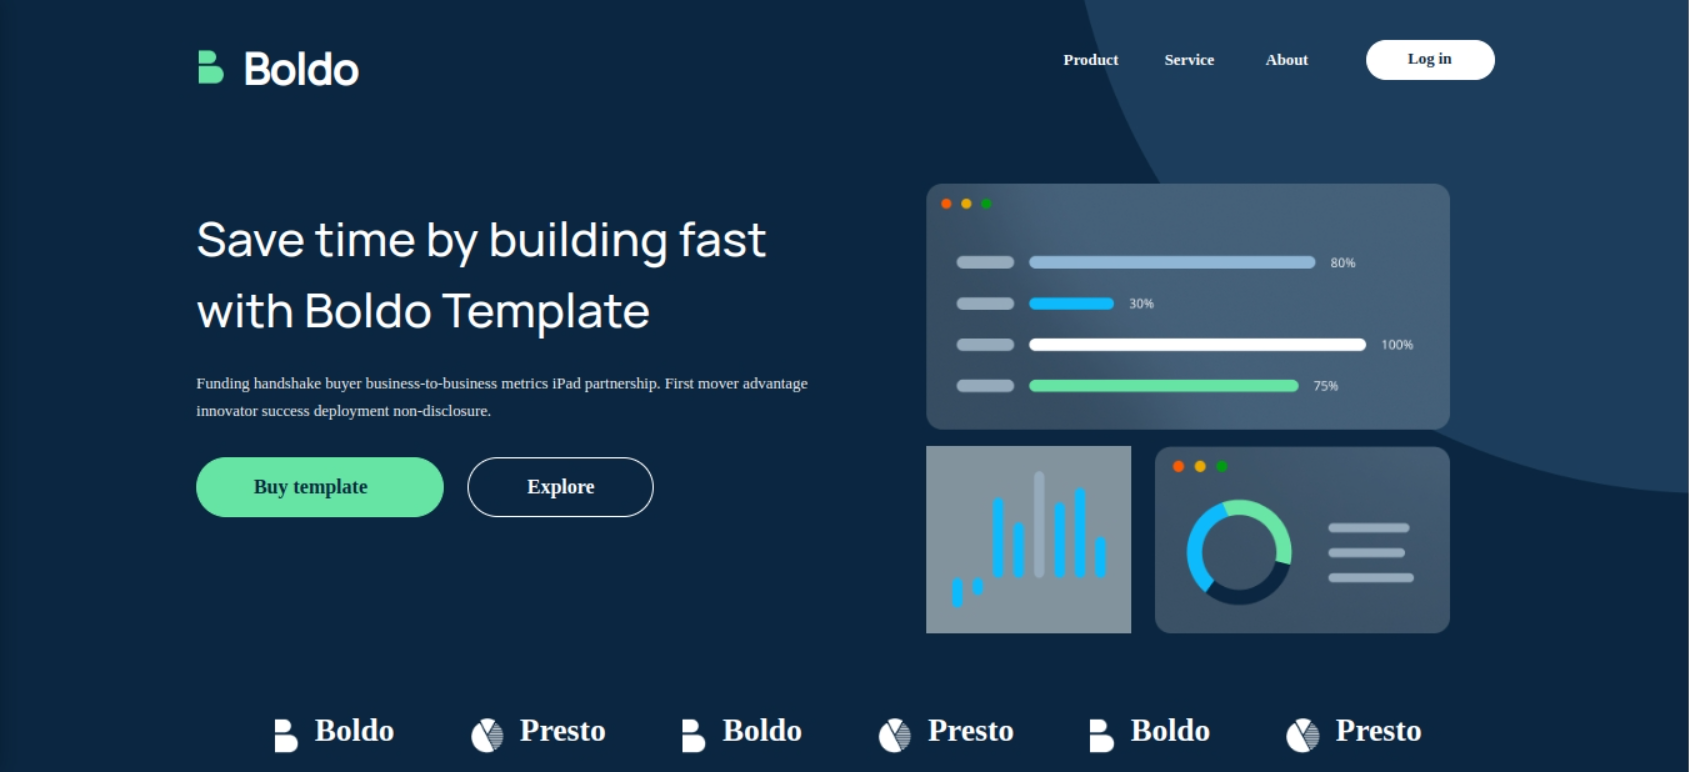 Boldo
Product Service About Log in
Save time by building fast
with Boldo Template
Funding handshake buyer business-to-business metrics iPad partnership. First mover advantage
innovator success deployment non-disclosure.
Buy template Explore
80%
30%
100%
75%
Boldo Presto Boldo Presto Boldo Presto